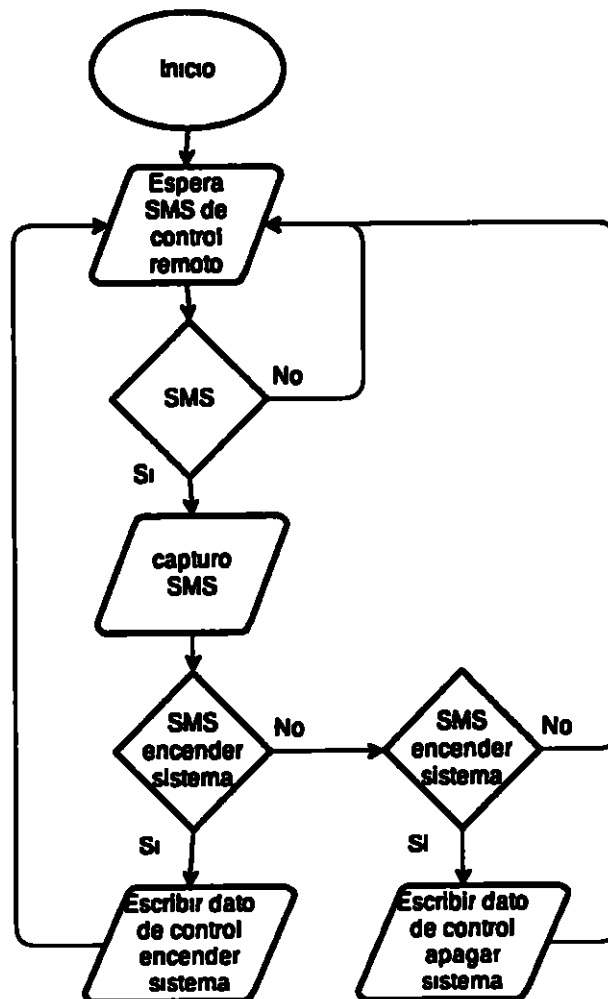 Inicio
Espera
SMS de
control
remoto
SMS
No
Si
capturo
SMS
SMS
encender
sistema
No
SMS
encender
sistema
No
Si
Si
Escribir dato
de control
encender
sistema
Escribir dato
de control
apagar
sistema